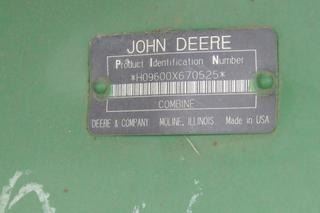 JOHN DEERE
Product Identification Number
*H09600X670525*
COMBINE
DEERE & COMPANY MOLINE, ILLINOIS Made in USA